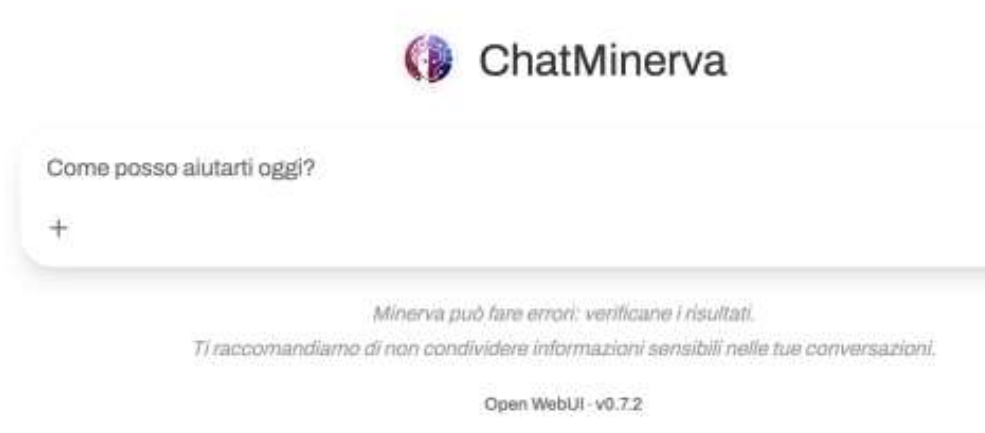 ChatMinerva
Come posso aiutarti oggi?
+
Minerva può fare errori: verificane i risultati.
Ti raccomandiamo di non condividere informazioni sensibili nelle tue conversazioni.
Open WebUI · v0.7.2